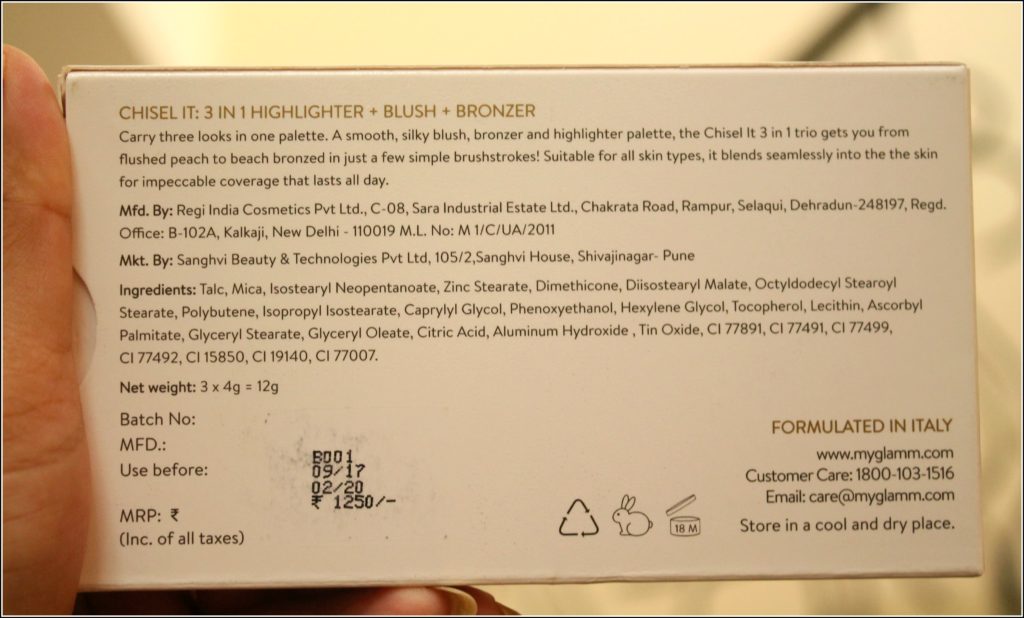 CHISEL IT: 3 IN 1 HIGHLIGHTER + BLUSH + BRONZER
Carry three looks in one palette. A smooth, silky blush, bronzer and highlighter palette, the Chisel It 3 in 1 trio gets you from
flushed peach to beach bronzed in just a few simple brushstrokes! Suitable for all skin types, it blends seamlessly into the the skin
for impeccable coverage that lasts all day.
Mfd. By: Regi India Cosmetics Pvt Ltd., C-08, Sara Industrial Estate Ltd., Chakrata Road, Rampur, Selaqui, Dehradun-248197, Regd.
Office: B-102A, Kalkaji, New Delhi - 110019 M.L. No: M 1/C/UA/2011
Mkt. By: Sanghvi Beauty & Technologies Pvt Ltd, 105/2,Sanghvi House, Shivajinagar- Pune
Ingredients: Talc, Mica, Isostearyl Neopentanoate, Zinc Stearate, Dimethicone, Diisostearyl Malate, Octyldodecyl Stearoyl
Stearate, Polybutene, Isopropyl Isostearate, Caprylyl Glycol, Phenoxyethanol, Hexylene Glycol, Tocopherol, Lecithin, Ascorbyl
Palmitate, Glyceryl Stearate, Glyceryl Oleate, Citric Acid, Aluminum Hydroxide , Tin Oxide, CI 77891, CI 77491, CI 77499,
CI 77492, CI 15850, CI 19140, CI 77007.
Net weight: 3 x 4g = 12g
Batch No:
MFD.:
Use before:
MRP: ₹
(Inc. of all taxes)
B001
09/17
02/20
₹ 1250/-
18 M
FORMULATED IN ITALY
www.myglamm.com
Customer Care: 1800-103-1516
Email: care@myglamm.com
Store in a cool and dry place.